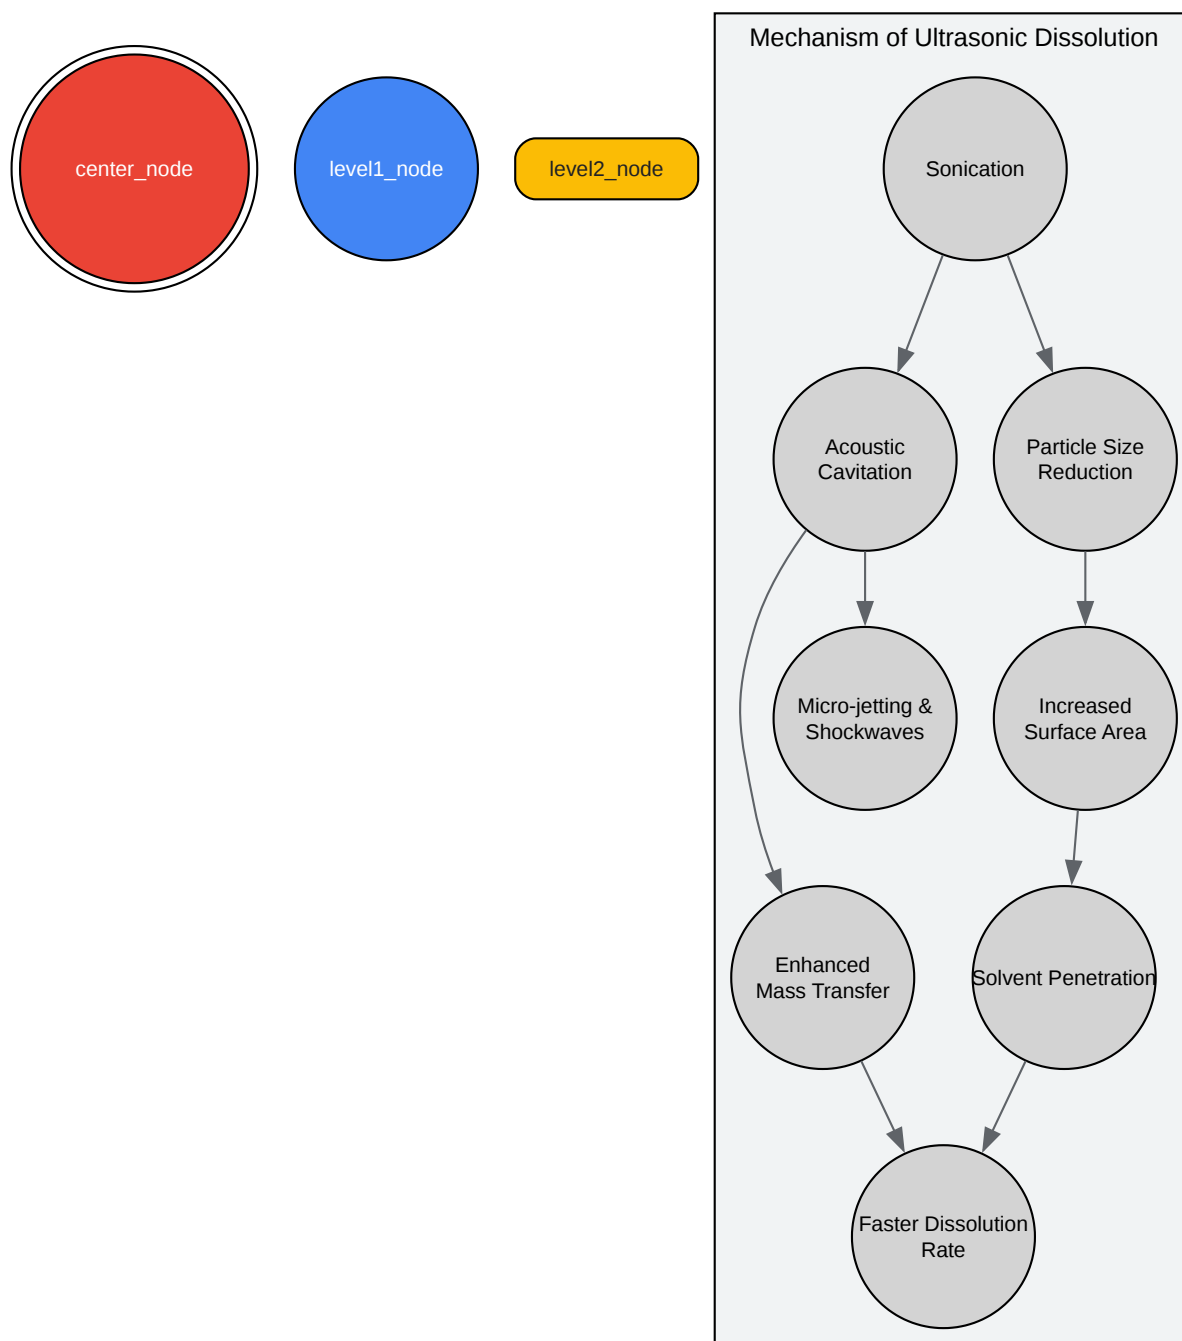 Mechanism of Ultrasonic Dissolution
center_node
level1_node
level2_node
Sonication
Acoustic
Cavitation
Particle Size
Reduction
Micro-jetting &
Shockwaves
Increased
Surface Area
Enhanced
Mass Transfer
Solvent Penetration
Faster Dissolution
Rate